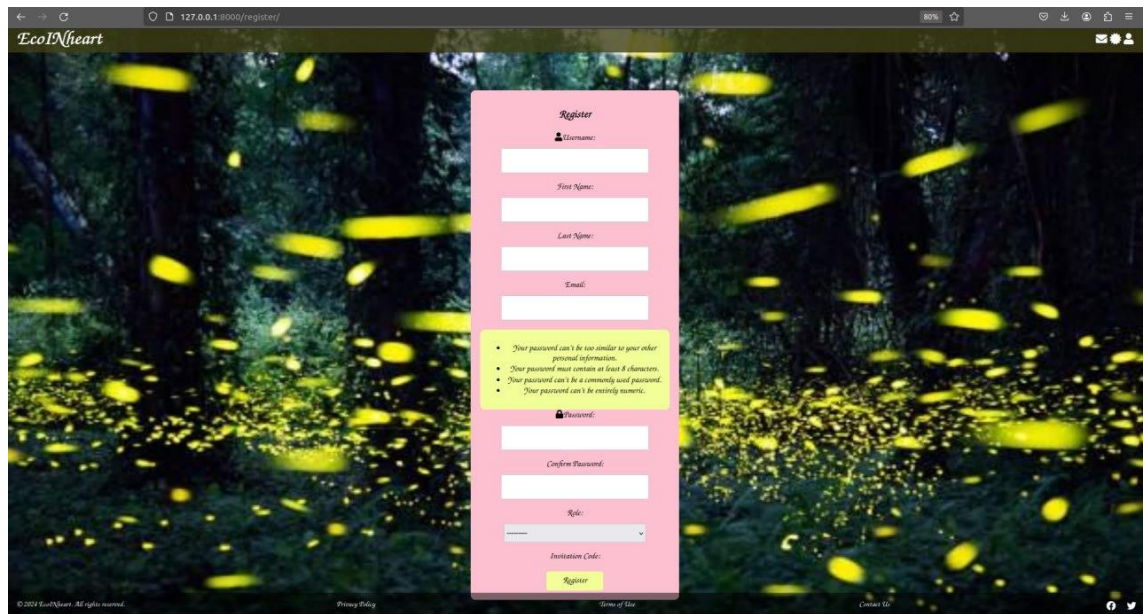 127.0.0.1:8000/register/
80%
EcoINheart
Register
Username:
First Name:
Last Name:
Email:
Your password can't be too similar to your other
personal information.
Your password must contain at least 8 characters.
Your password can't be a commonly used password.
Your password can't be entirely numeric.
Password:
Confirm Password:
Role:
---------
Invitation Code:
Register
© 2024 EcoINheart. All rights reserved.
Privacy Policy
Terms of Use
Contact Us